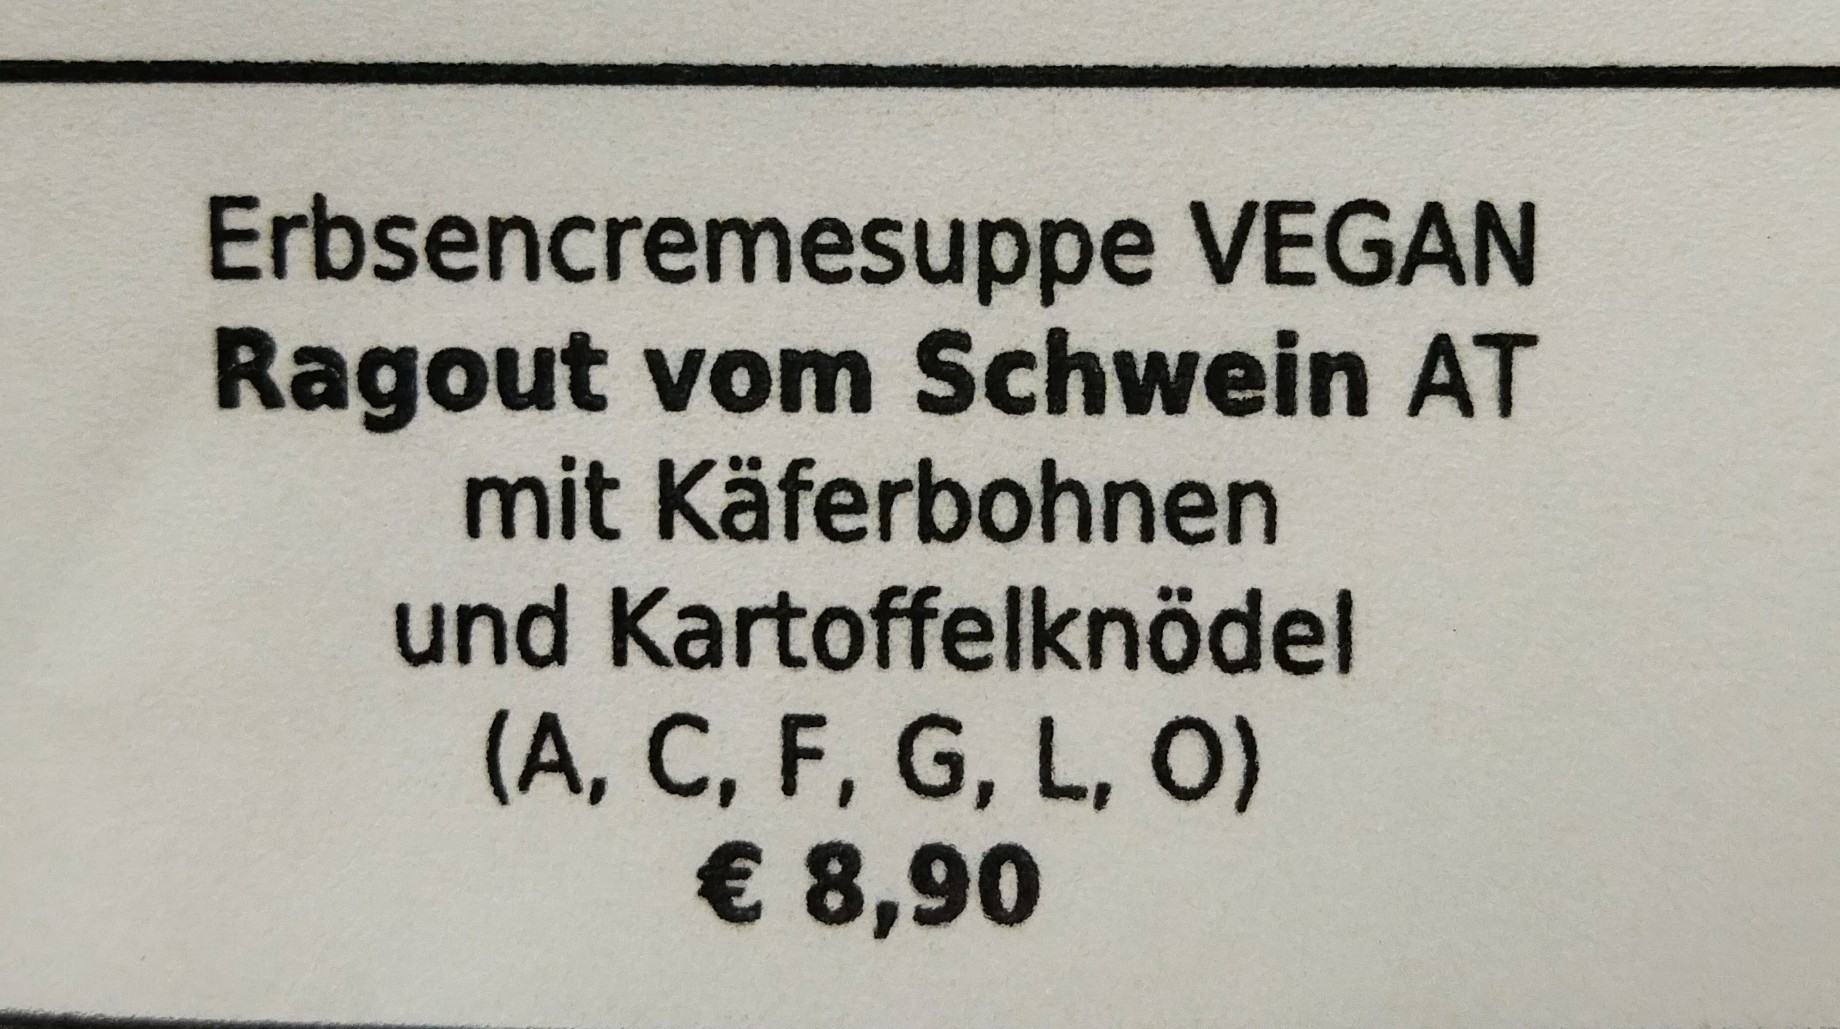 Erbsencremesuppe VEGAN
Ragout vom Schwein AT
mit Käferbohnen
und Kartoffelknödel
(A, C, F, G, L, O)
€ 8,90